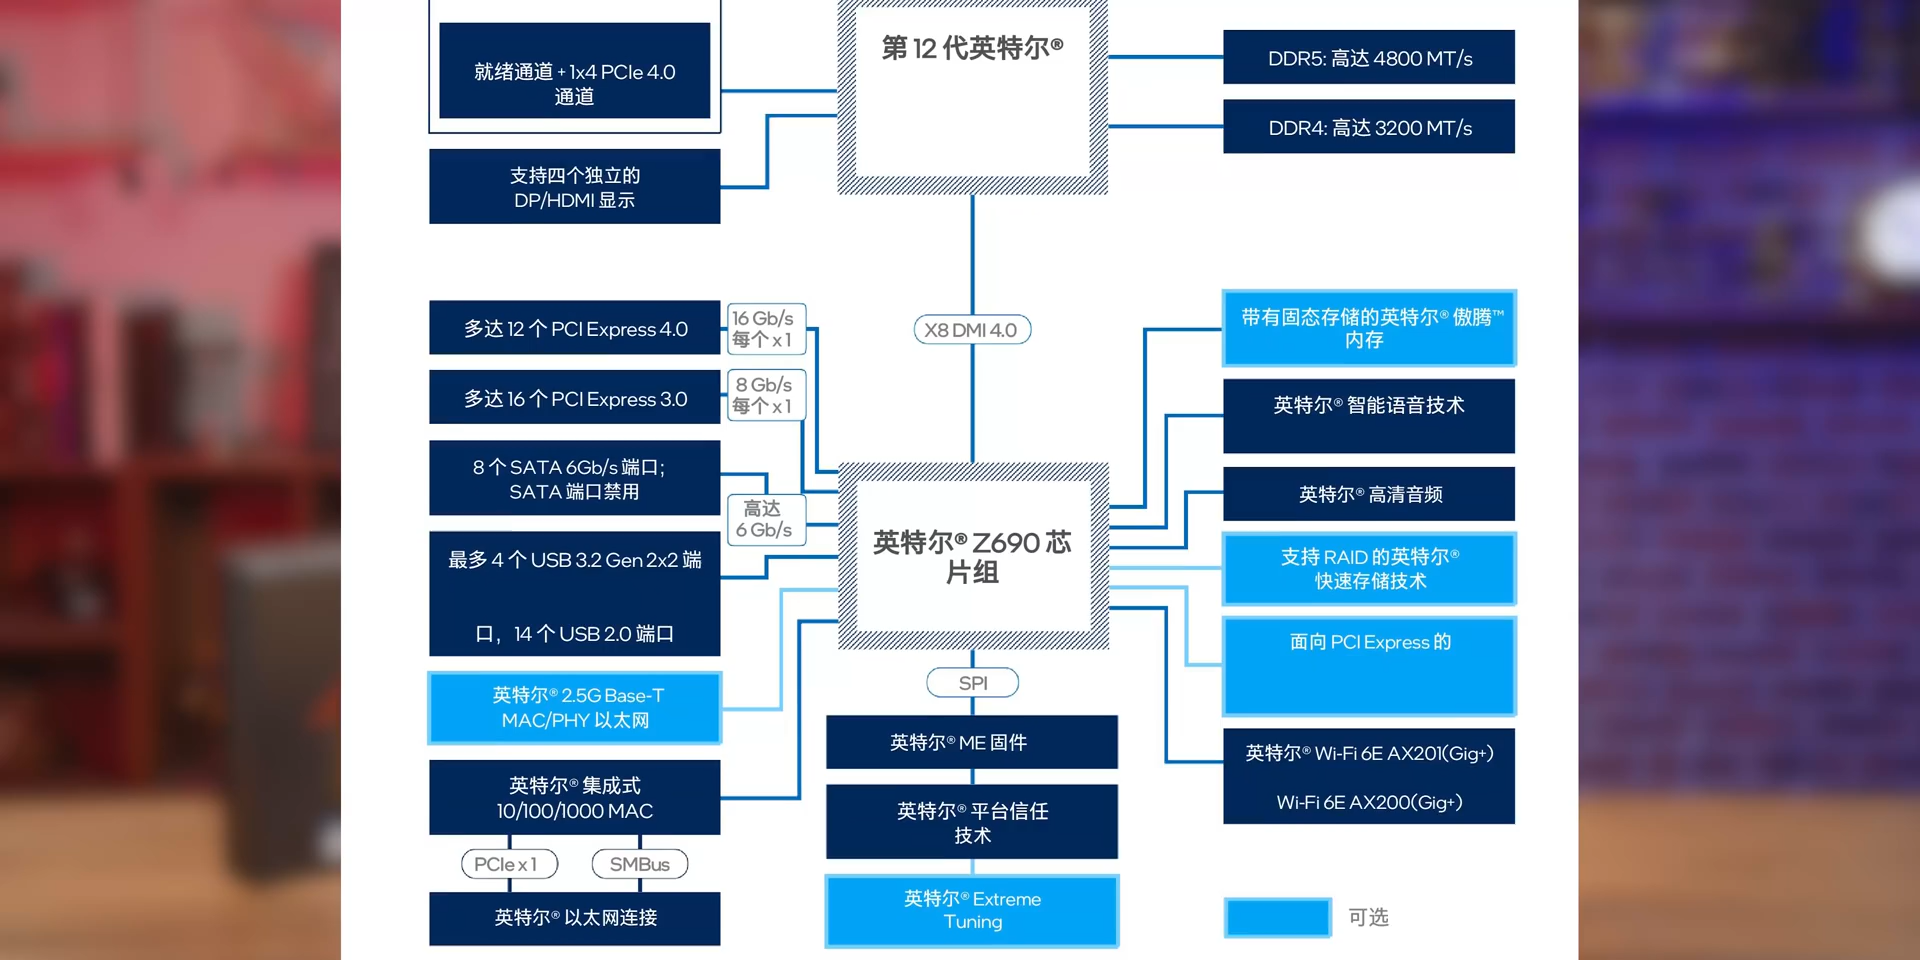 就绪通道 + 1x4 PCIe 4.0
通道
支持四个独立的
DP/HDMI 显示
第 12 代英特尔®
DDR5: 高达 4800 MT/s
DDR4: 高达 3200 MT/s
X8 DMI 4.0
多达 12 个 PCI Express 4.0
16 Gb/s
每个 x 1
多达 16 个 PCI Express 3.0
8 Gb/s
每个 x 1
8 个 SATA 6Gb/s 端口；
SATA 端口禁用
高达
6 Gb/s
最多 4 个 USB 3.2 Gen 2x2 端
口，14 个 USB 2.0 端口
英特尔® 2.5G Base-T
MAC/PHY 以太网
英特尔® 集成式
10/100/1000 MAC
PCIe x 1
SMBus
英特尔® 以太网连接
英特尔® Z690 芯
片组
SPI
英特尔® ME 固件
英特尔® 平台信任
技术
英特尔® Extreme
Tuning
带有固态存储的英特尔® 傲腾™
内存
英特尔® 智能语音技术
英特尔® 高清音频
支持 RAID 的英特尔®
快速存储技术
面向 PCI Express 的
英特尔® Wi-Fi 6E AX201(Gig+)
Wi-Fi 6E AX200(Gig+)
可选